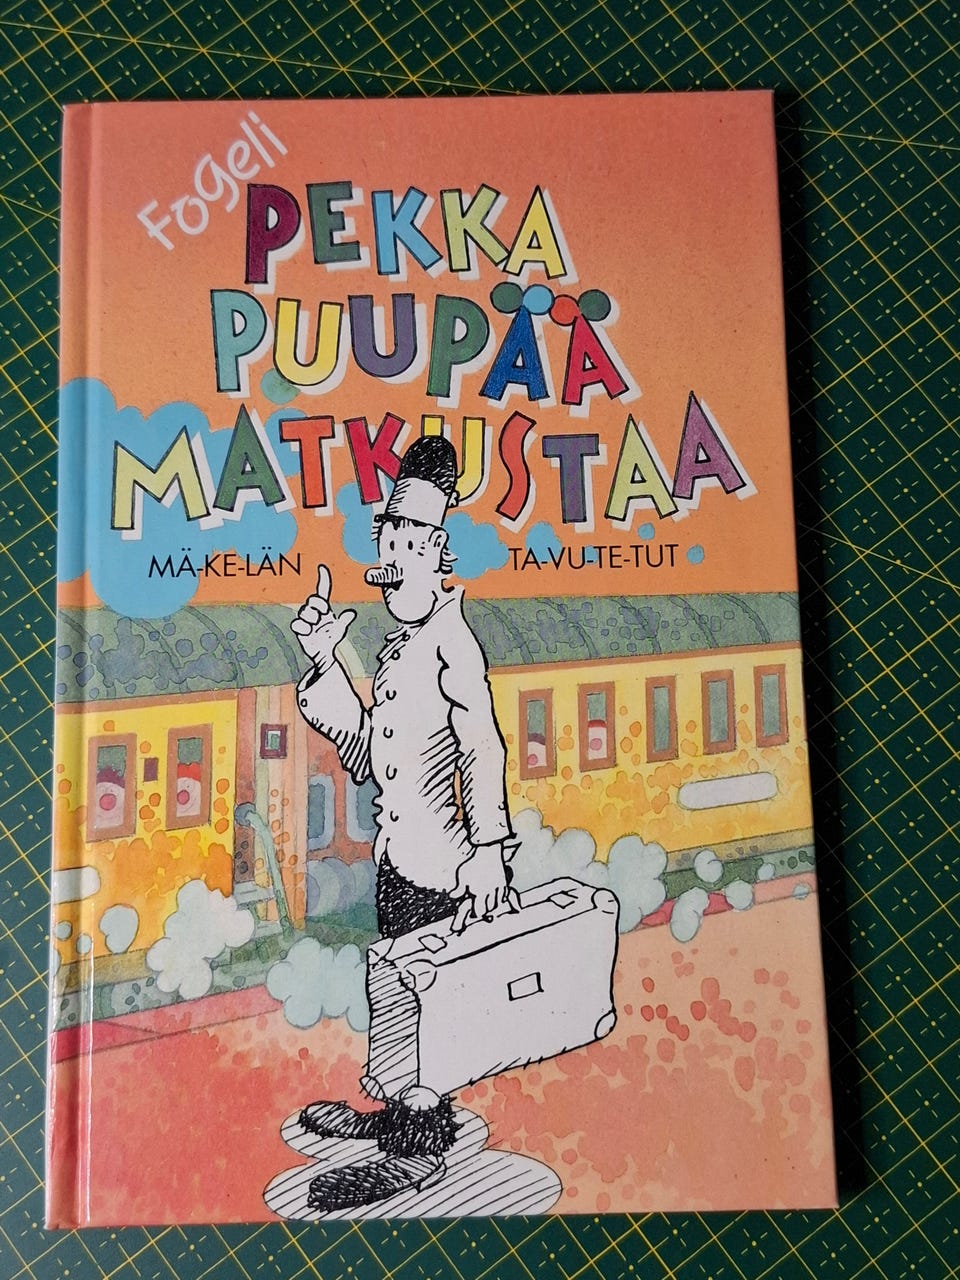 Fogeli
PEKKA
PUUPÄÄ
MATKUSTAA
MÄ-KE-LÄN TA-VU-TE-TUT